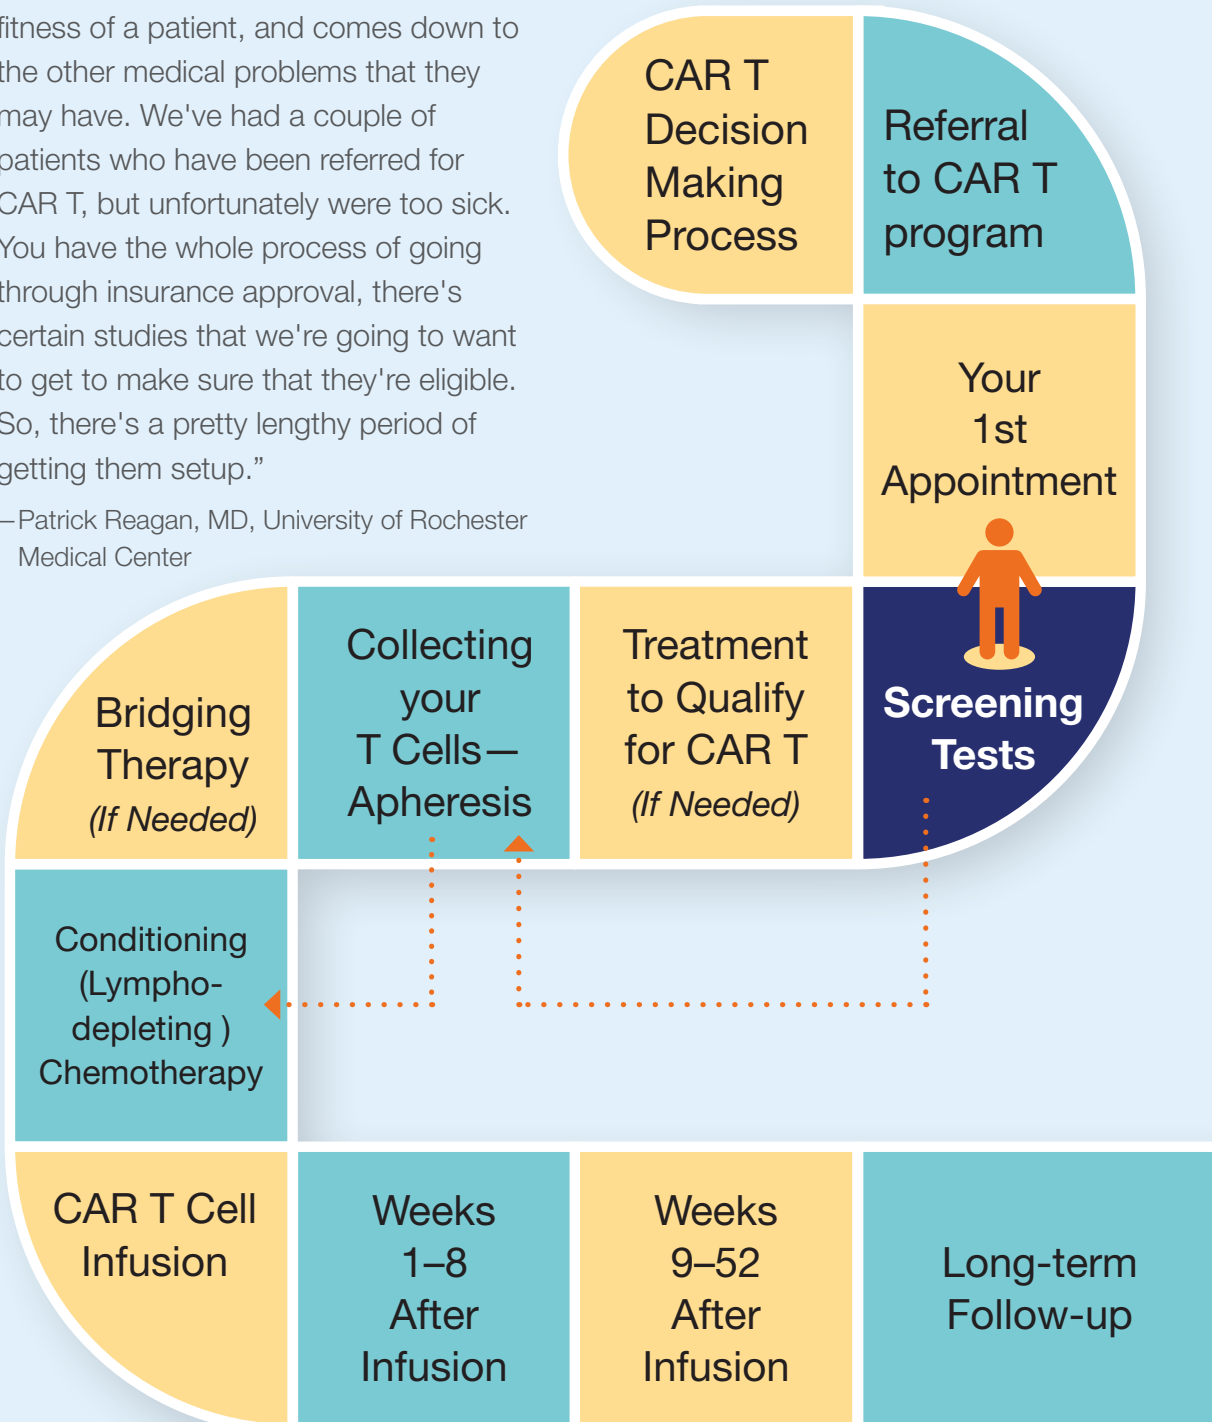 fitness of a patient, and comes down to
the other medical problems that they
may have. We've had a couple of
patients who have been referred for
CAR T, but unfortunately were too sick.
You have the whole process of going
through insurance approval, there's
certain studies that we're going to want
to get to make sure that they're eligible.
So, there's a pretty lengthy period of
getting them setup.”
—Patrick Reagan, MD, University of Rochester
Medical Center
CAR T
Decision
Making
Process
Referral
to CAR T
program
Your
1st
Appointment
Screening
Tests
Treatment
to Qualify
for CAR T
(If Needed)
Collecting
your
T Cells—
Apheresis
Bridging
Therapy
(If Needed)
Conditioning
(Lympho-
depleting )
Chemotherapy
CAR T Cell
Infusion
Weeks
1–8
After
Infusion
Weeks
9–52
After
Infusion
Long-term
Follow-up